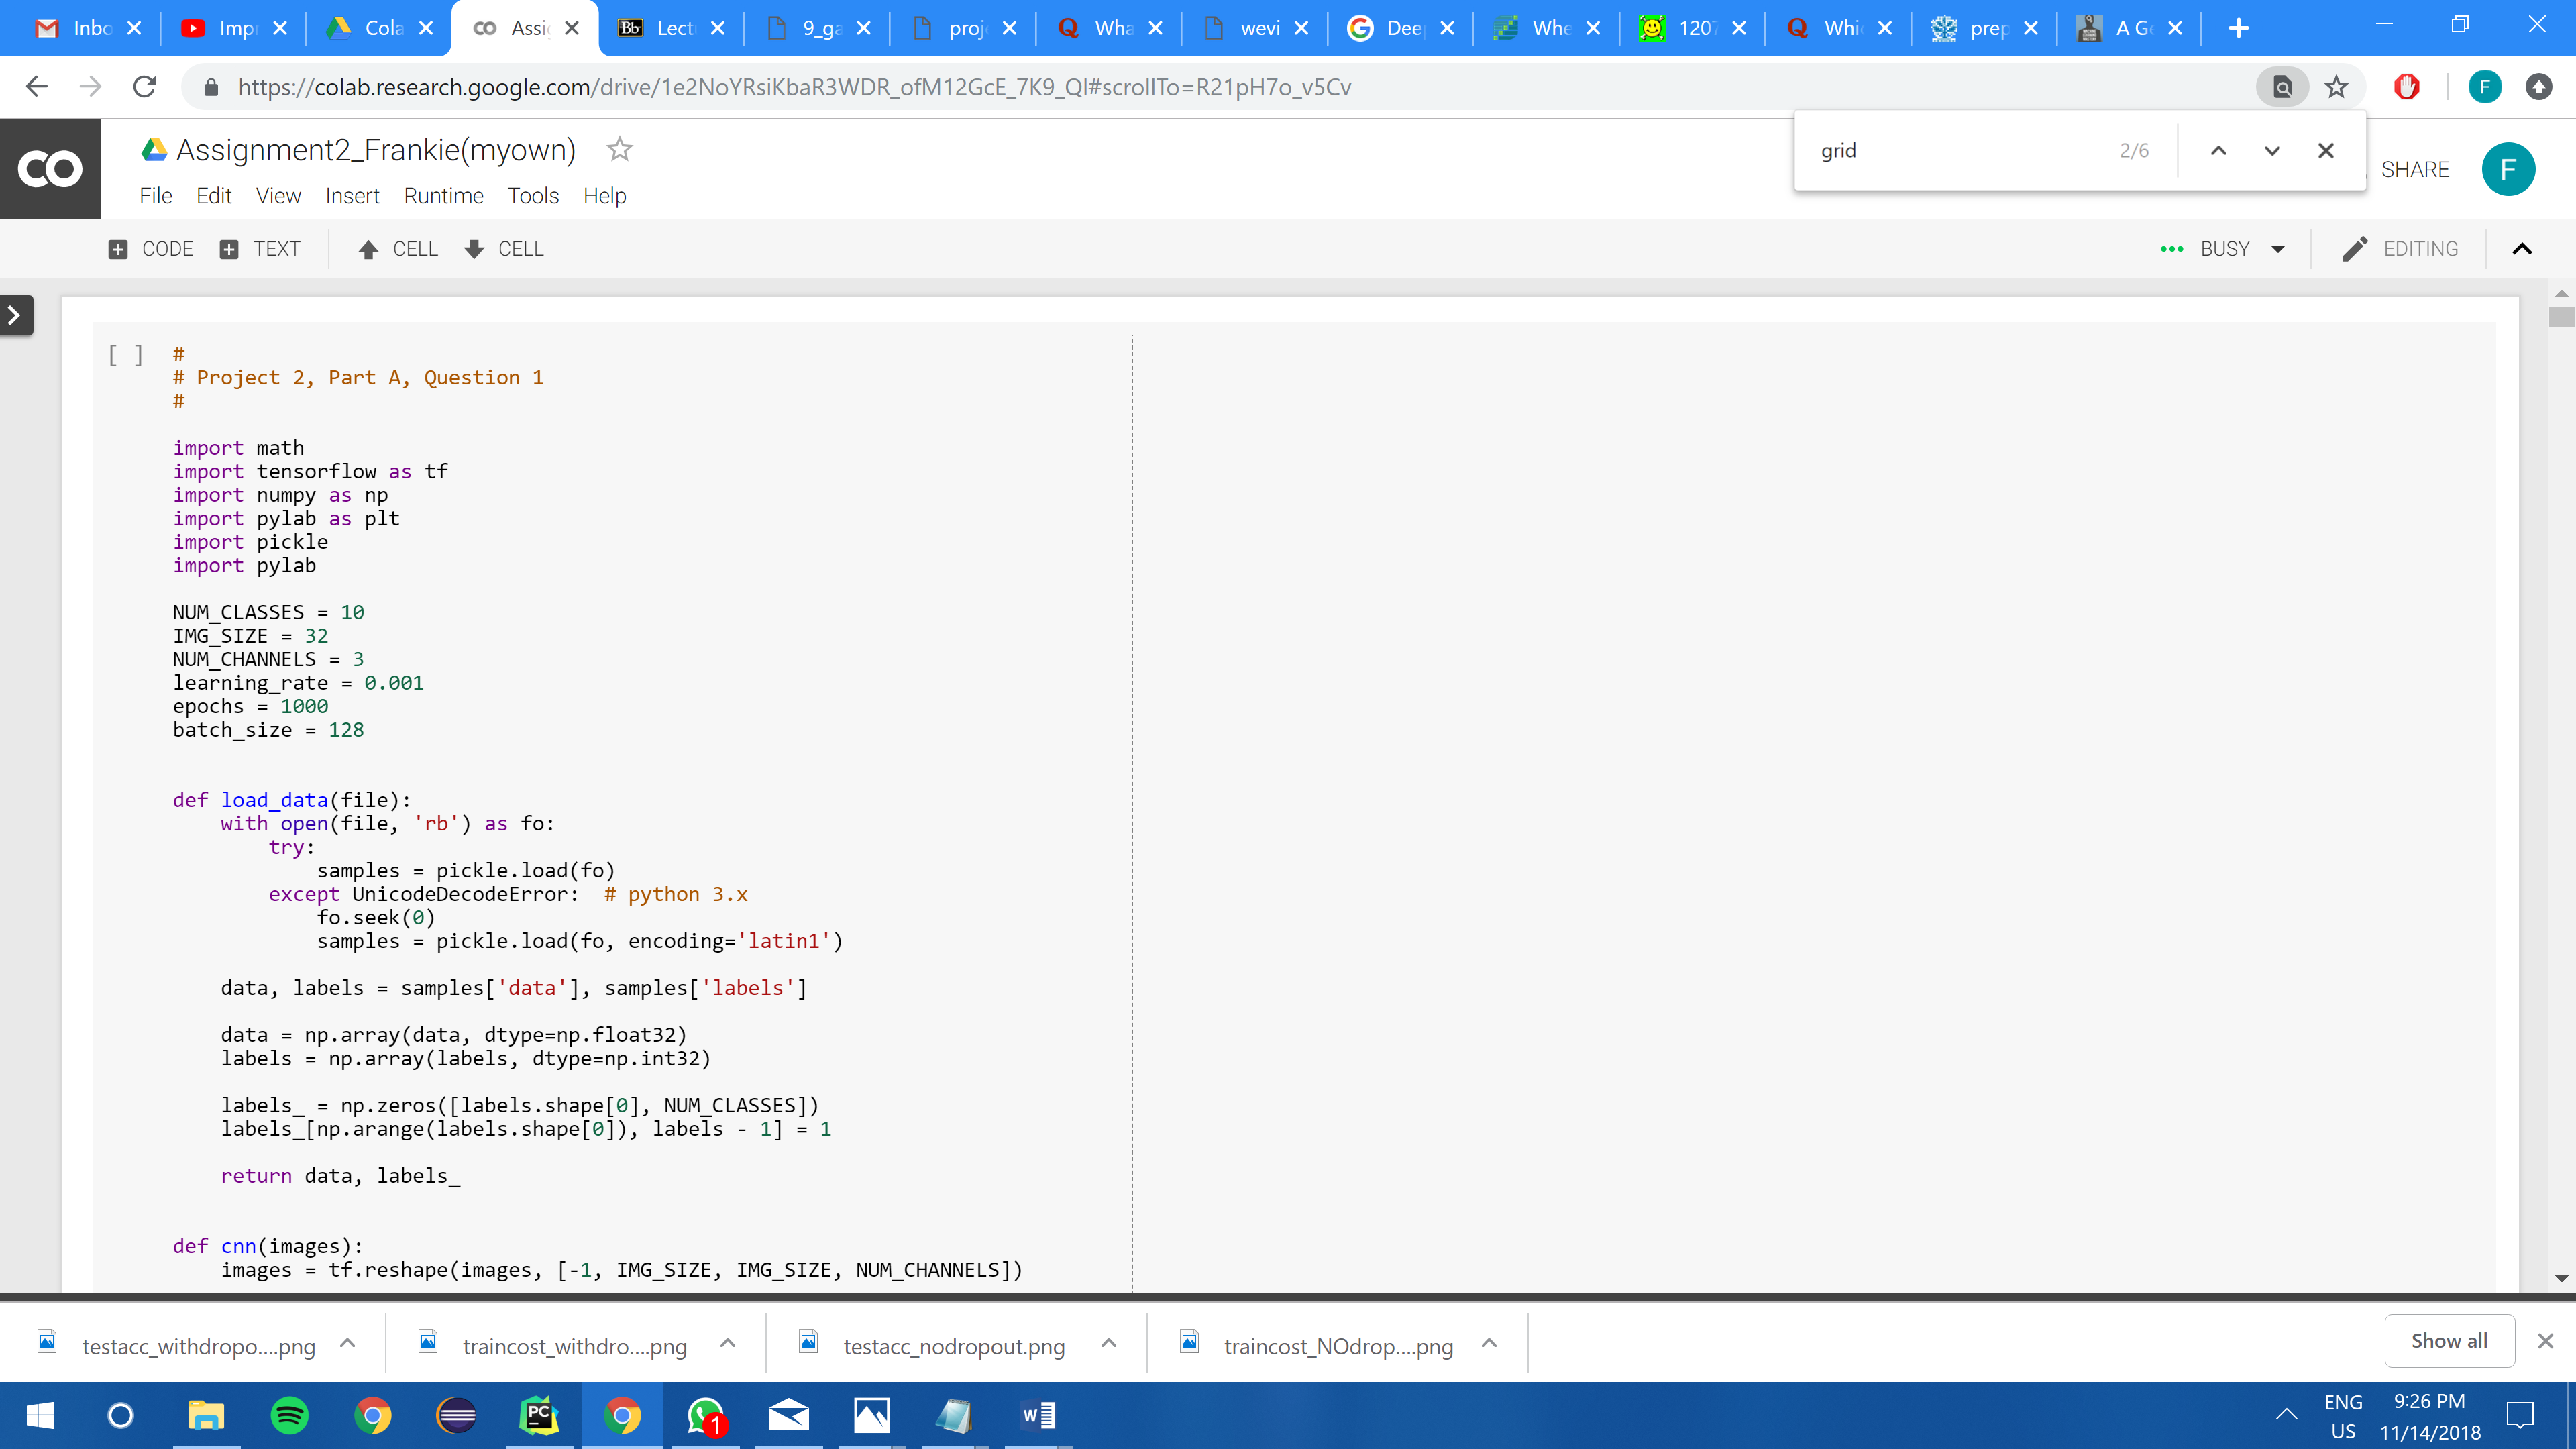 Inbo
Impr
Cola
Assi
Bb
Lect
9_ga
proj
Wha
wevi
Dee
Whe
120
Whi
prep
A Ge
https://colab.research.google.com/drive/1e2NoYRsiKbaR3WDR_ofM12GcE_7K9_Ql#scrollTo=R21pH7o_v5Cv
F
CO
Assignment2_Frankie(myown)
grid
2/6
SHARE
F
File Edit View Insert Runtime Tools Help
CODE TEXT CELL CELL
BUSY
EDITING
[ ]
#
# Project 2, Part A, Question 1
#
import math
import tensorflow as tf
import numpy as np
import pylab as plt
import pickle
import pylab
NUM_CLASSES = 10
IMG_SIZE = 32
NUM_CHANNELS = 3
learning_rate = 0.001
epochs = 1000
batch_size = 128
def load_data(file):
    with open(file, 'rb') as fo:
        try:
            samples = pickle.load(fo)
        except UnicodeDecodeError:  # python 3.x
            fo.seek(0)
            samples = pickle.load(fo, encoding='latin1')
    data, labels = samples['data'], samples['labels']
    data = np.array(data, dtype=np.float32)
    labels = np.array(labels, dtype=np.int32)
    labels_ = np.zeros([labels.shape[0], NUM_CLASSES])
    labels_[np.arange(labels.shape[0]), labels - 1] = 1
    return data, labels_
def cnn(images):
    images = tf.reshape(images, [-1, IMG_SIZE, IMG_SIZE, NUM_CHANNELS])
testacc_withdropo....png
traincost_withdro....png
testacc_nodropout.png
traincost_NOdrop....png
Show all
PC
1
W
ENG
US
9:26 PM
11/14/2018